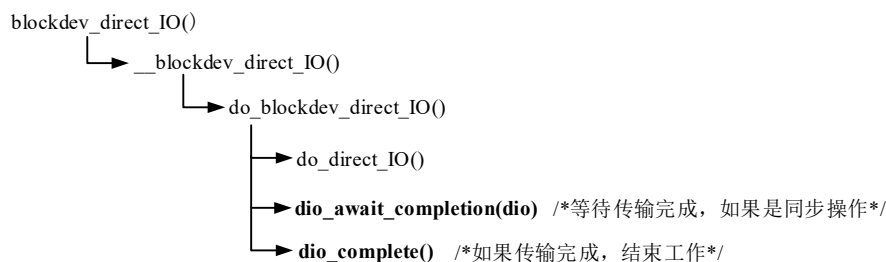 blockdev_direct_IO()
__blockdev_direct_IO()
do_blockdev_direct_IO()
do_direct_IO()
dio_await_completion(dio) /*等待传输完成，如果是同步操作*/
dio_complete() /*如果传输完成，结束工作*/